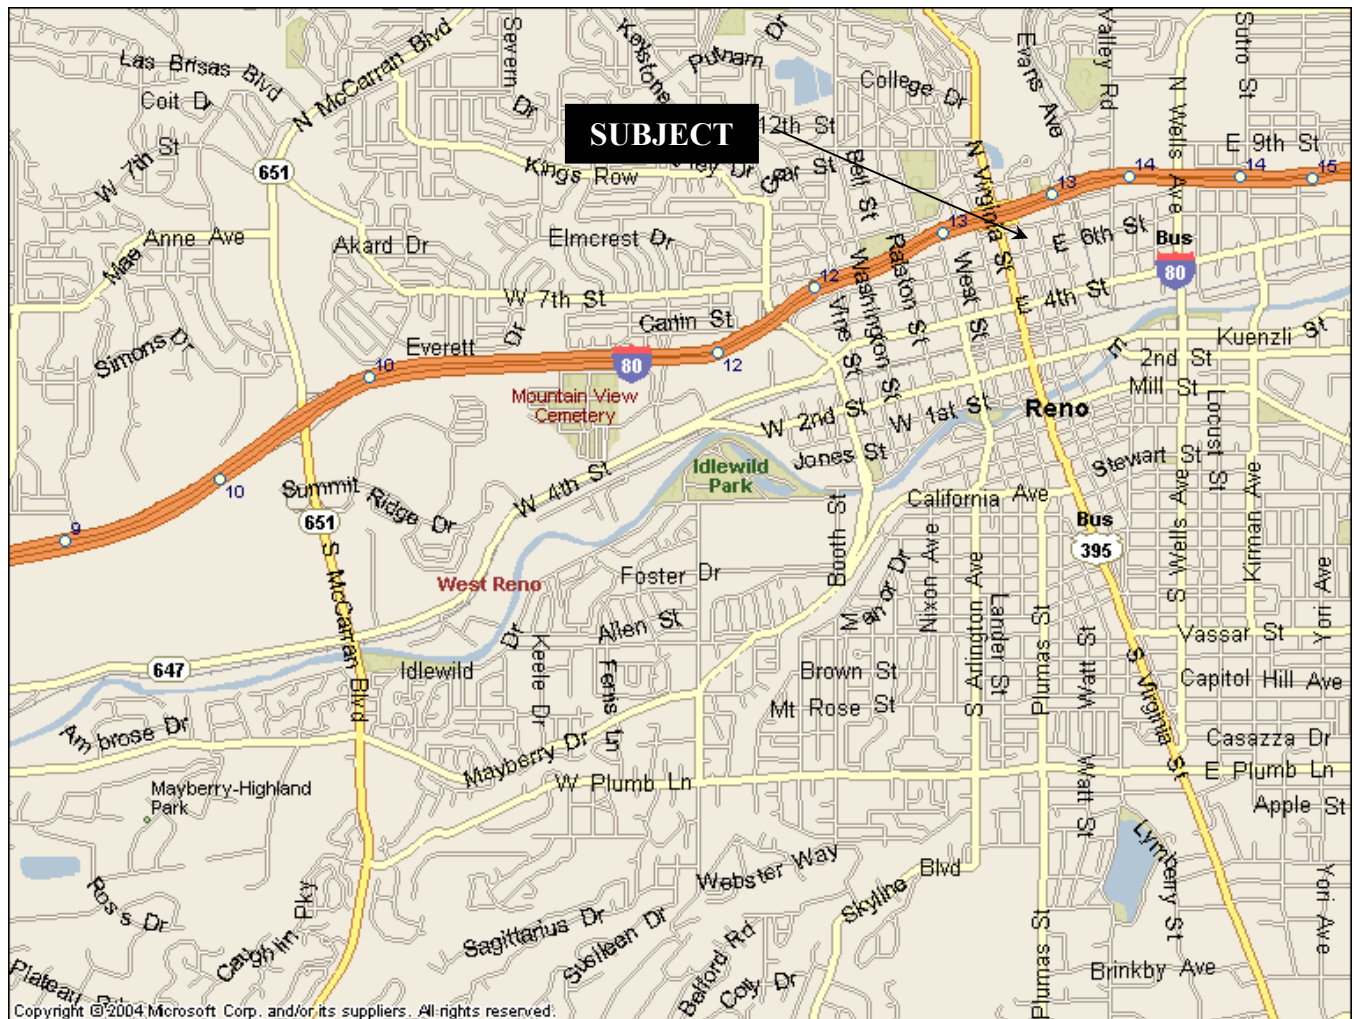 Las Brisas Blvd
Coit D
W 7th St
N McCarran Blvd
Severn
Dr
Keystone
Putnam Dr
College Dr
Evans Ave
Valley Rd
N Wells Ave
Sutro St
E 9th St
SUBJECT
12th St
N Virginia St
651
Kings Row
ley Dr
Bell St
14
14
15
13
13
Mae
Anne Ave
Akard Dr
Elmcrest Dr
Ralston St
Washington St
West St
E 6th St
Bus
80
12
W 7th St
Vine St
E 4th St
Carlin St
Simons Dr
Everett
Dr
10
80
12
Kuenzli St
2nd St
E
Mill St
Mountain View
Cemetery
W 2nd St
W 1st St
Reno
Locust St
Jones St
Stewart St
Idlewild
Park
W 4th St
10
Summit Ridge Dr
651
9
California Ave
Booth St
Bus
395
S Wells Ave
Kirman Ave
Yori Ave
West Reno
Foster Dr
Manor Dr
Nixon Ave
S Arlington Ave
Lander St
Plumas St
Watt St
S McCarran Blvd
Allen St
Vassar St
647
Idlewild
Dr
Keele Dr
Ferris Ln
Brown St
Mt Rose St
S Virginia St
Capitol Hill Ave
Ambrose Dr
Casazza Dr
Mayberry Dr
W Plumb Ln
E Plumb Ln
Watt St
Mayberry-Highland
Park
Apple St
Lymberry St
Webster Way
Skyline Blvd
Ross Dr
Caughlin Pky
Sagittarius Dr
Susileen Dr
Belford Rd
Coly Dr
Plumas St
Yori Ave
Brinkby Ave
Plateau
Copyright © 2004 Microsoft Corp. and/or its suppliers. All rights reserved.